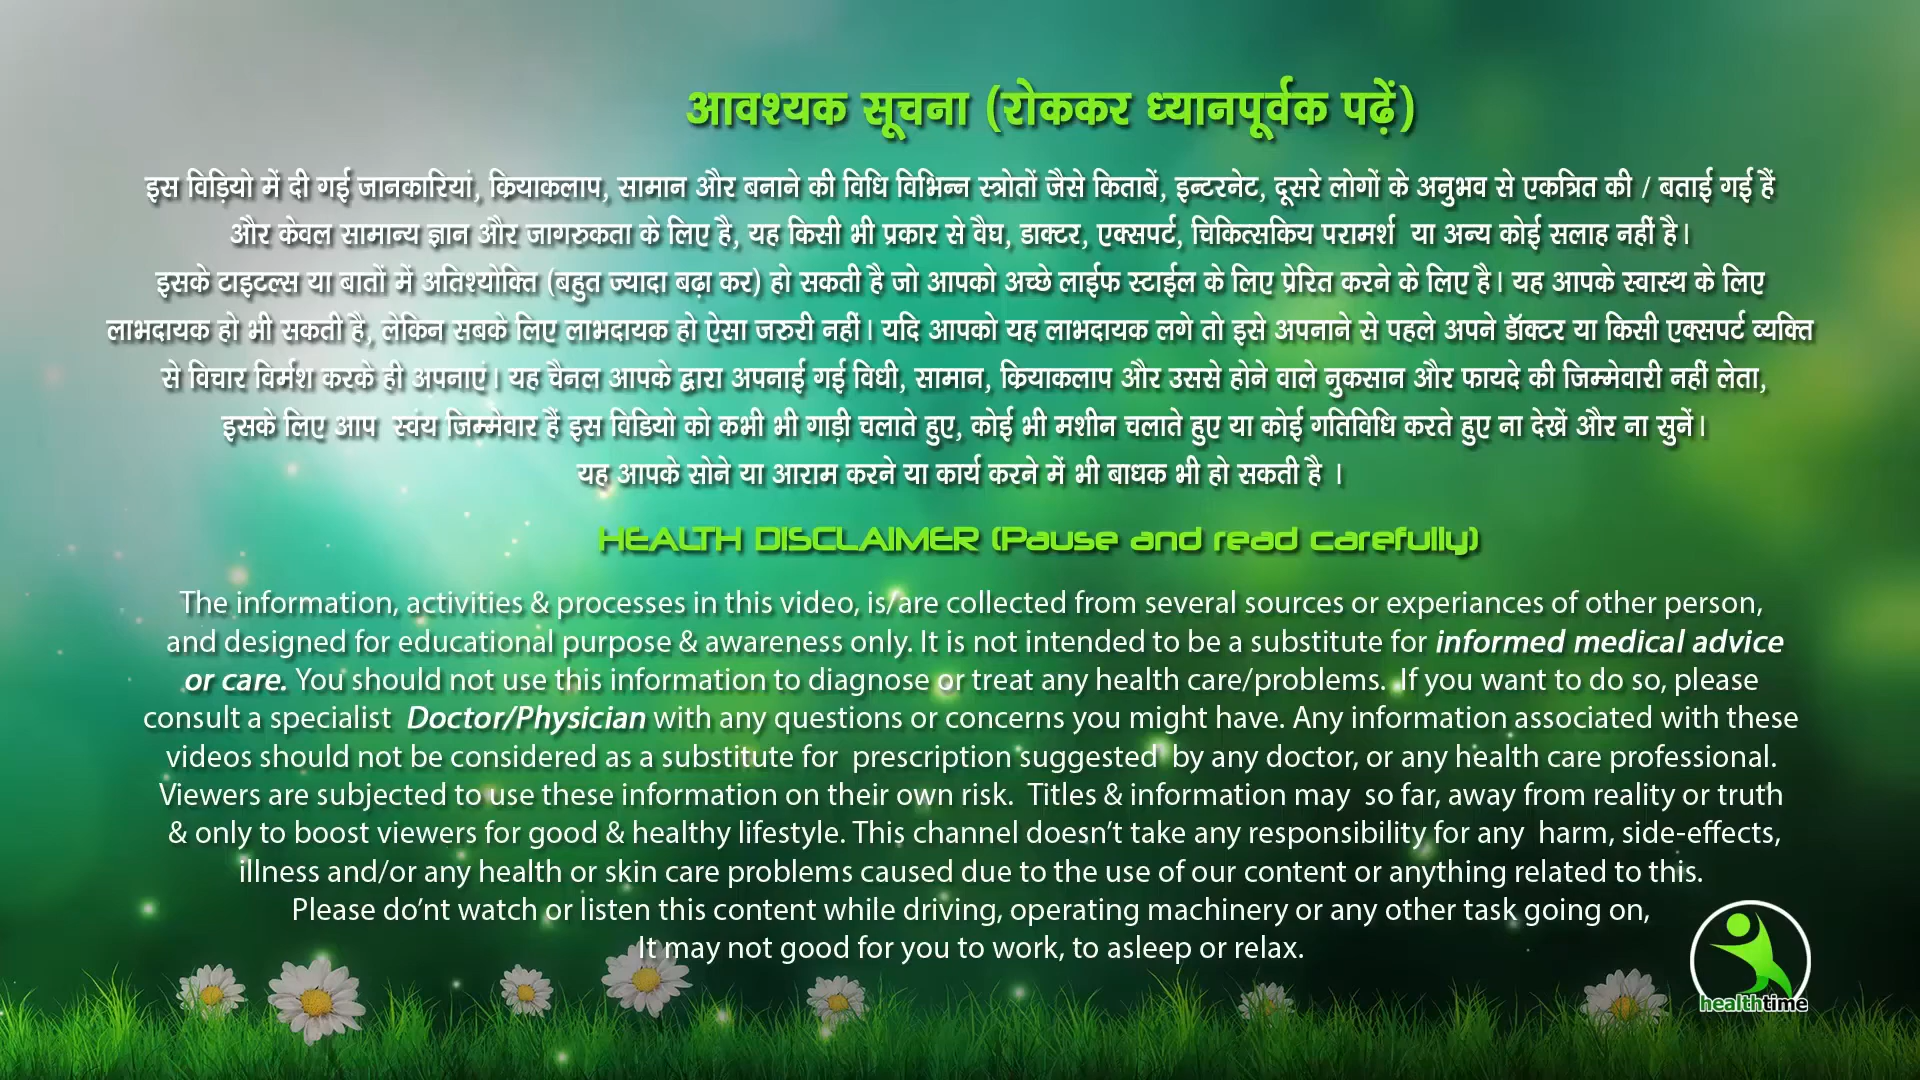 आवश्यक सूचना (रोककर ध्यानपूर्वक पढ़ें)
इस विड़ियो में दी गई जानकारियां, क्रियाकलाप, सामान और बनाने की विधि विभिन्न स्त्रोतों जैसे किताबें, इन्टरनेट, दूसरे लोगों के अनुभव से एकत्रित की / बताई गई हैं
और केवल सामान्य ज्ञान और जागरुकता के लिए है, यह किसी भी प्रकार से वैघ, डाक्टर, एक्सपर्ट, चिकित्सकिय परामर्श या अन्य कोई सलाह नहीं है।
इसके टाइटल्स या बातों में अतिश्योक्ति (बहुत ज्यादा बढ़ा कर) हो सकती है जो आपको अच्छे लाईफ स्टाईल के लिए प्रेरित करने के लिए है। यह आपके स्वास्थ के लिए
लाभदायक हो भी सकती है, लेकिन सबके लिए लाभदायक हो ऐसा जरुरी नहीं। यदि आपको यह लाभदायक लगे तो इसे अपनाने से पहले अपने डॅाक्टर या किसी एक्सपर्ट व्यक्ति
से विचार विर्मश करके ही अपनाएं। यह चैनल आपके द्वारा अपनाई गई विधी, सामान, क्रियाकलाप और उससे होने वाले नुकसान और फायदे की जिम्मेवारी नहीं लेता,
इसके लिए आप स्वंय जिम्मेवार हैं इस विडियो को कभी भी गाड़ी चलाते हुए, कोई भी मशीन चलाते हुए या कोई गतिविधि करते हुए ना देखें और ना सुनें।
यह आपके सोने या आराम करने या कार्य करने में भी बाधक भी हो सकती है ।
HEALTH DISCLAIMER (Pause and read carefully)
The information, activities & processes in this video, is/are collected from several sources or experiances of other person,
and designed for educational purpose & awareness only. It is not intended to be a substitute for informed medical advice
or care. You should not use this information to diagnose or treat any health care/problems. If you want to do so, please
consult a specialist Doctor/Physician with any questions or concerns you might have. Any information associated with these
videos should not be considered as a substitute for prescription suggested by any doctor, or any health care professional.
Viewers are subjected to use these information on their own risk. Titles & information may so far, away from reality or truth
& only to boost viewers for good & healthy lifestyle. This channel doesn’t take any responsibility for any harm, side-effects,
illness and/or any health or skin care problems caused due to the use of our content or anything related to this.
Please do’nt watch or listen this content while driving, operating machinery or any other task going on,
It may not good for you to work, to asleep or relax.
healthtime